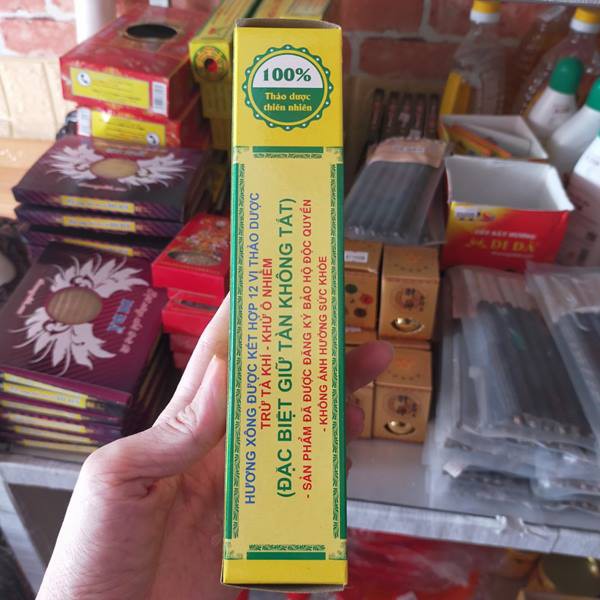 100%
Thảo dược
thiên nhiên
HƯƠNG XÔNG ĐƯỢC KẾT HỢP 12 VỊ THẢO DƯỢC
TRỪ TÀ KHÍ - KHỬ Ô NHIỄM
(ĐẶC BIỆT GIỮ TÀN KHÔNG TẮT)
- SẢN PHẨM ĐÃ ĐƯỢC ĐĂNG KÝ BẢO HỘ ĐỘC QUYỀN
- KHÔNG ẢNH HƯỞNG SỨC KHỎE
DI ĐÀ